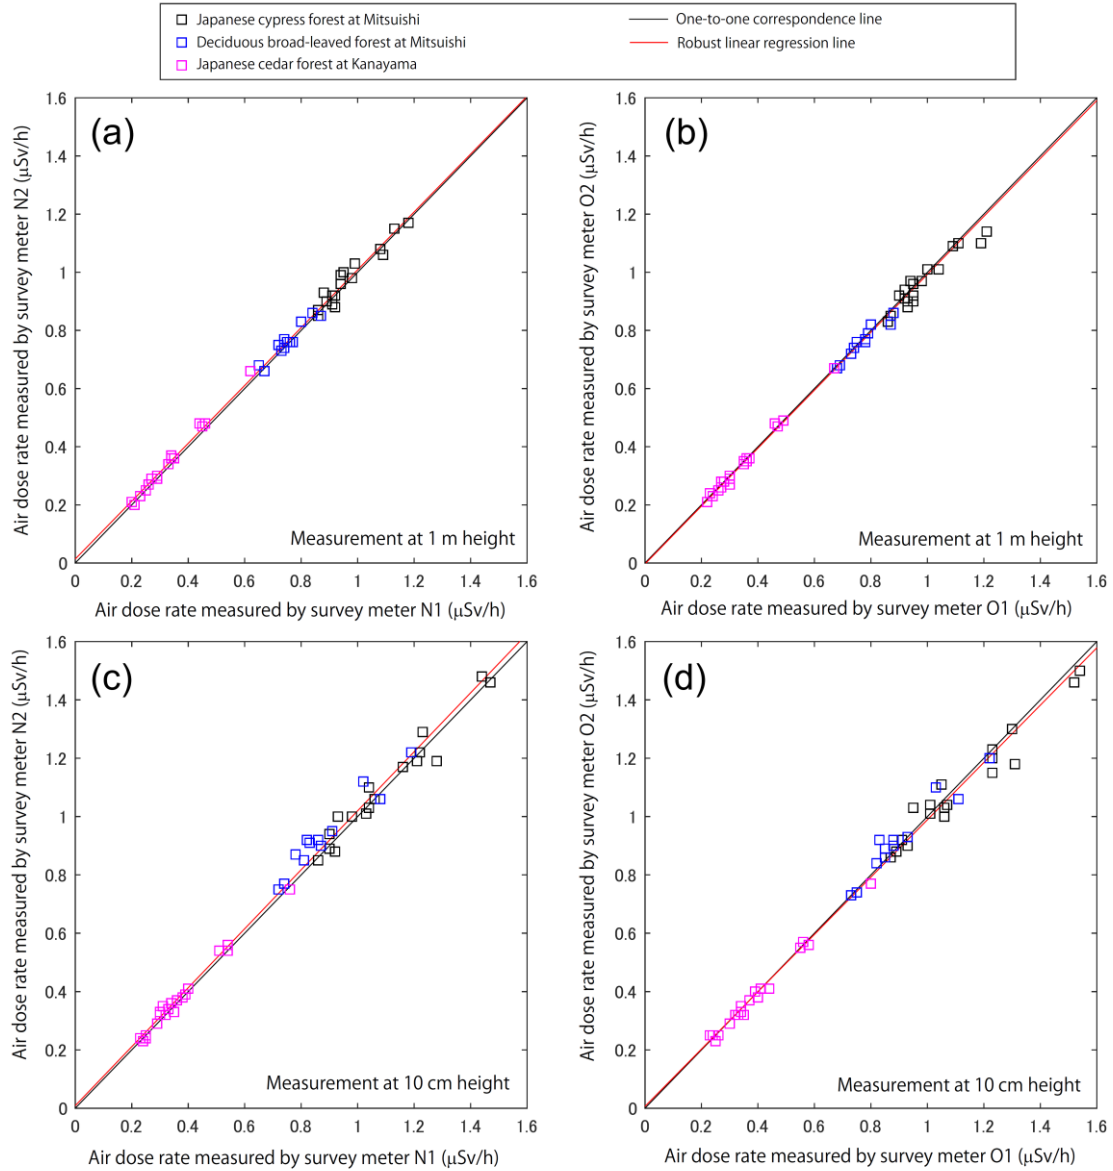 Japanese cypress forest at Mitsuishi
One-to-one correspondence line
Deciduous broad-leaved forest at Mitsuishi
Robust linear regression line
Japanese cedar forest at Kanayama
(a)
Air dose rate measured by survey meter N2 (μSv/h)
1.6
1.4
1.2
1
0.8
0.6
0.4
0.2
0
0 0.2 0.4 0.6 0.8 1 1.2 1.4 1.6
Measurement at 1 m height
Air dose rate measured by survey meter N1 (μSv/h)
(b)
Air dose rate measured by survey meter O2 (μSv/h)
1.6
1.4
1.2
1
0.8
0.6
0.4
0.2
0
0 0.2 0.4 0.6 0.8 1 1.2 1.4 1.6
Measurement at 1 m height
Air dose rate measured by survey meter O1 (μSv/h)
(c)
Air dose rate measured by survey meter N2 (μSv/h)
1.6
1.4
1.2
1
0.8
0.6
0.4
0.2
0
0 0.2 0.4 0.6 0.8 1 1.2 1.4 1.6
Measurement at 10 cm height
Air dose rate measured by survey meter N1 (μSv/h)
(d)
Air dose rate measured by survey meter O2 (μSv/h)
1.6
1.4
1.2
1
0.8
0.6
0.4
0.2
0
0 0.2 0.4 0.6 0.8 1 1.2 1.4 1.6
Measurement at 10 cm height
Air dose rate measured by survey meter O1 (μSv/h)